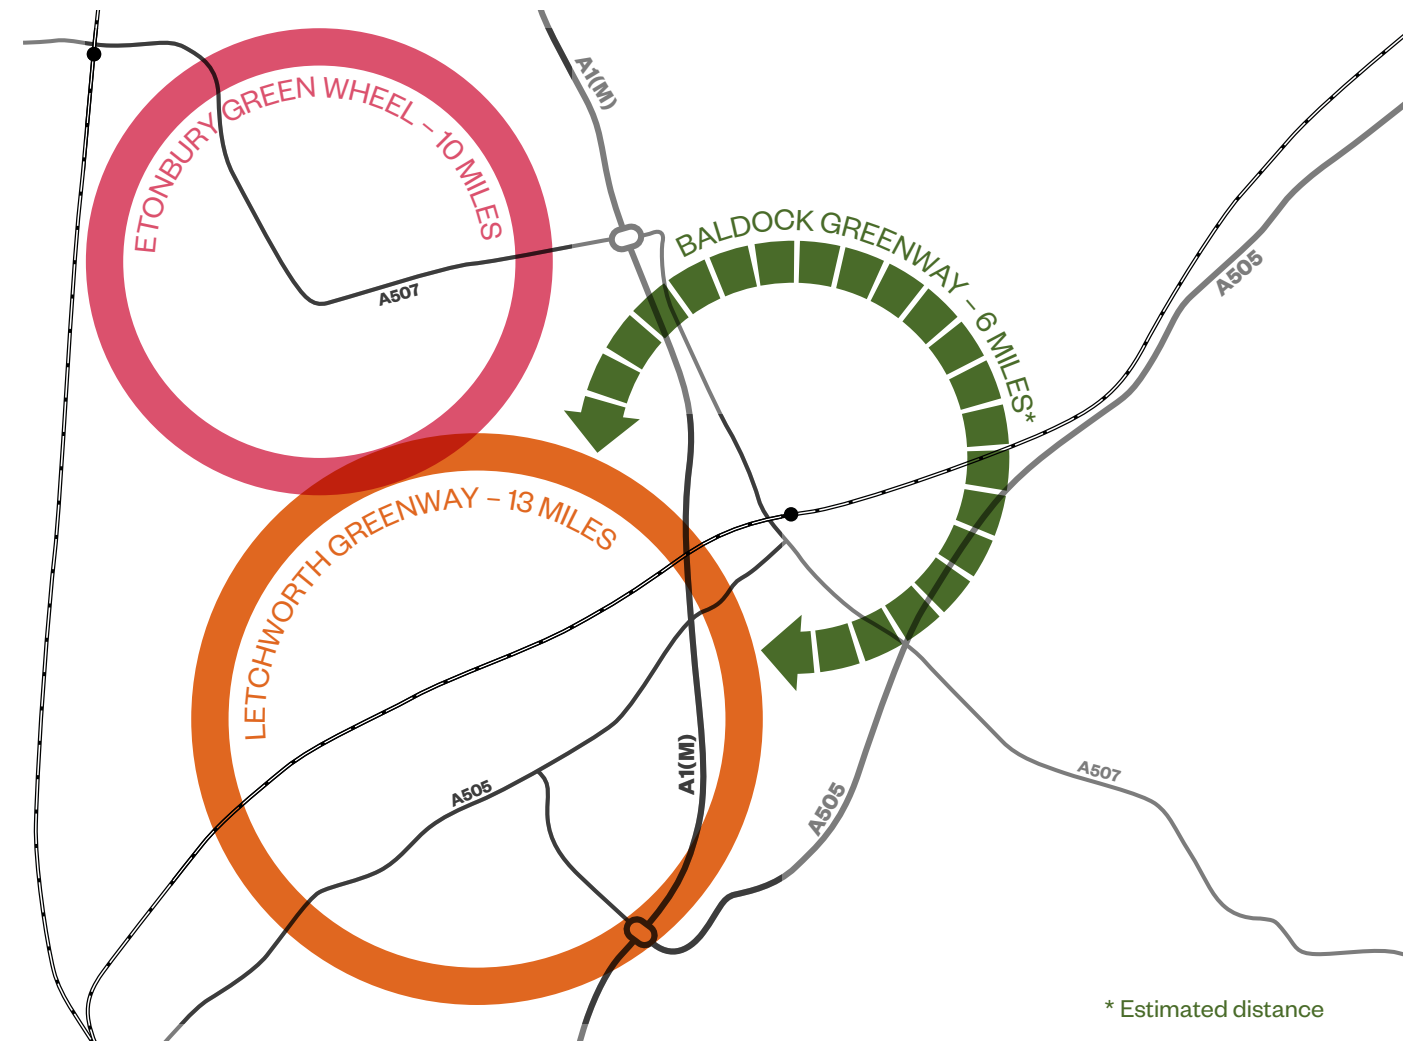 A1(M)
ETONBURY GREEN WHEEL – 10 MILES
BALDOCK GREENWAY – 6 MILES*
A505
A507
LETCHWORTH GREENWAY – 13 MILES
A1(M)
A507
A505
A505
* Estimated distance